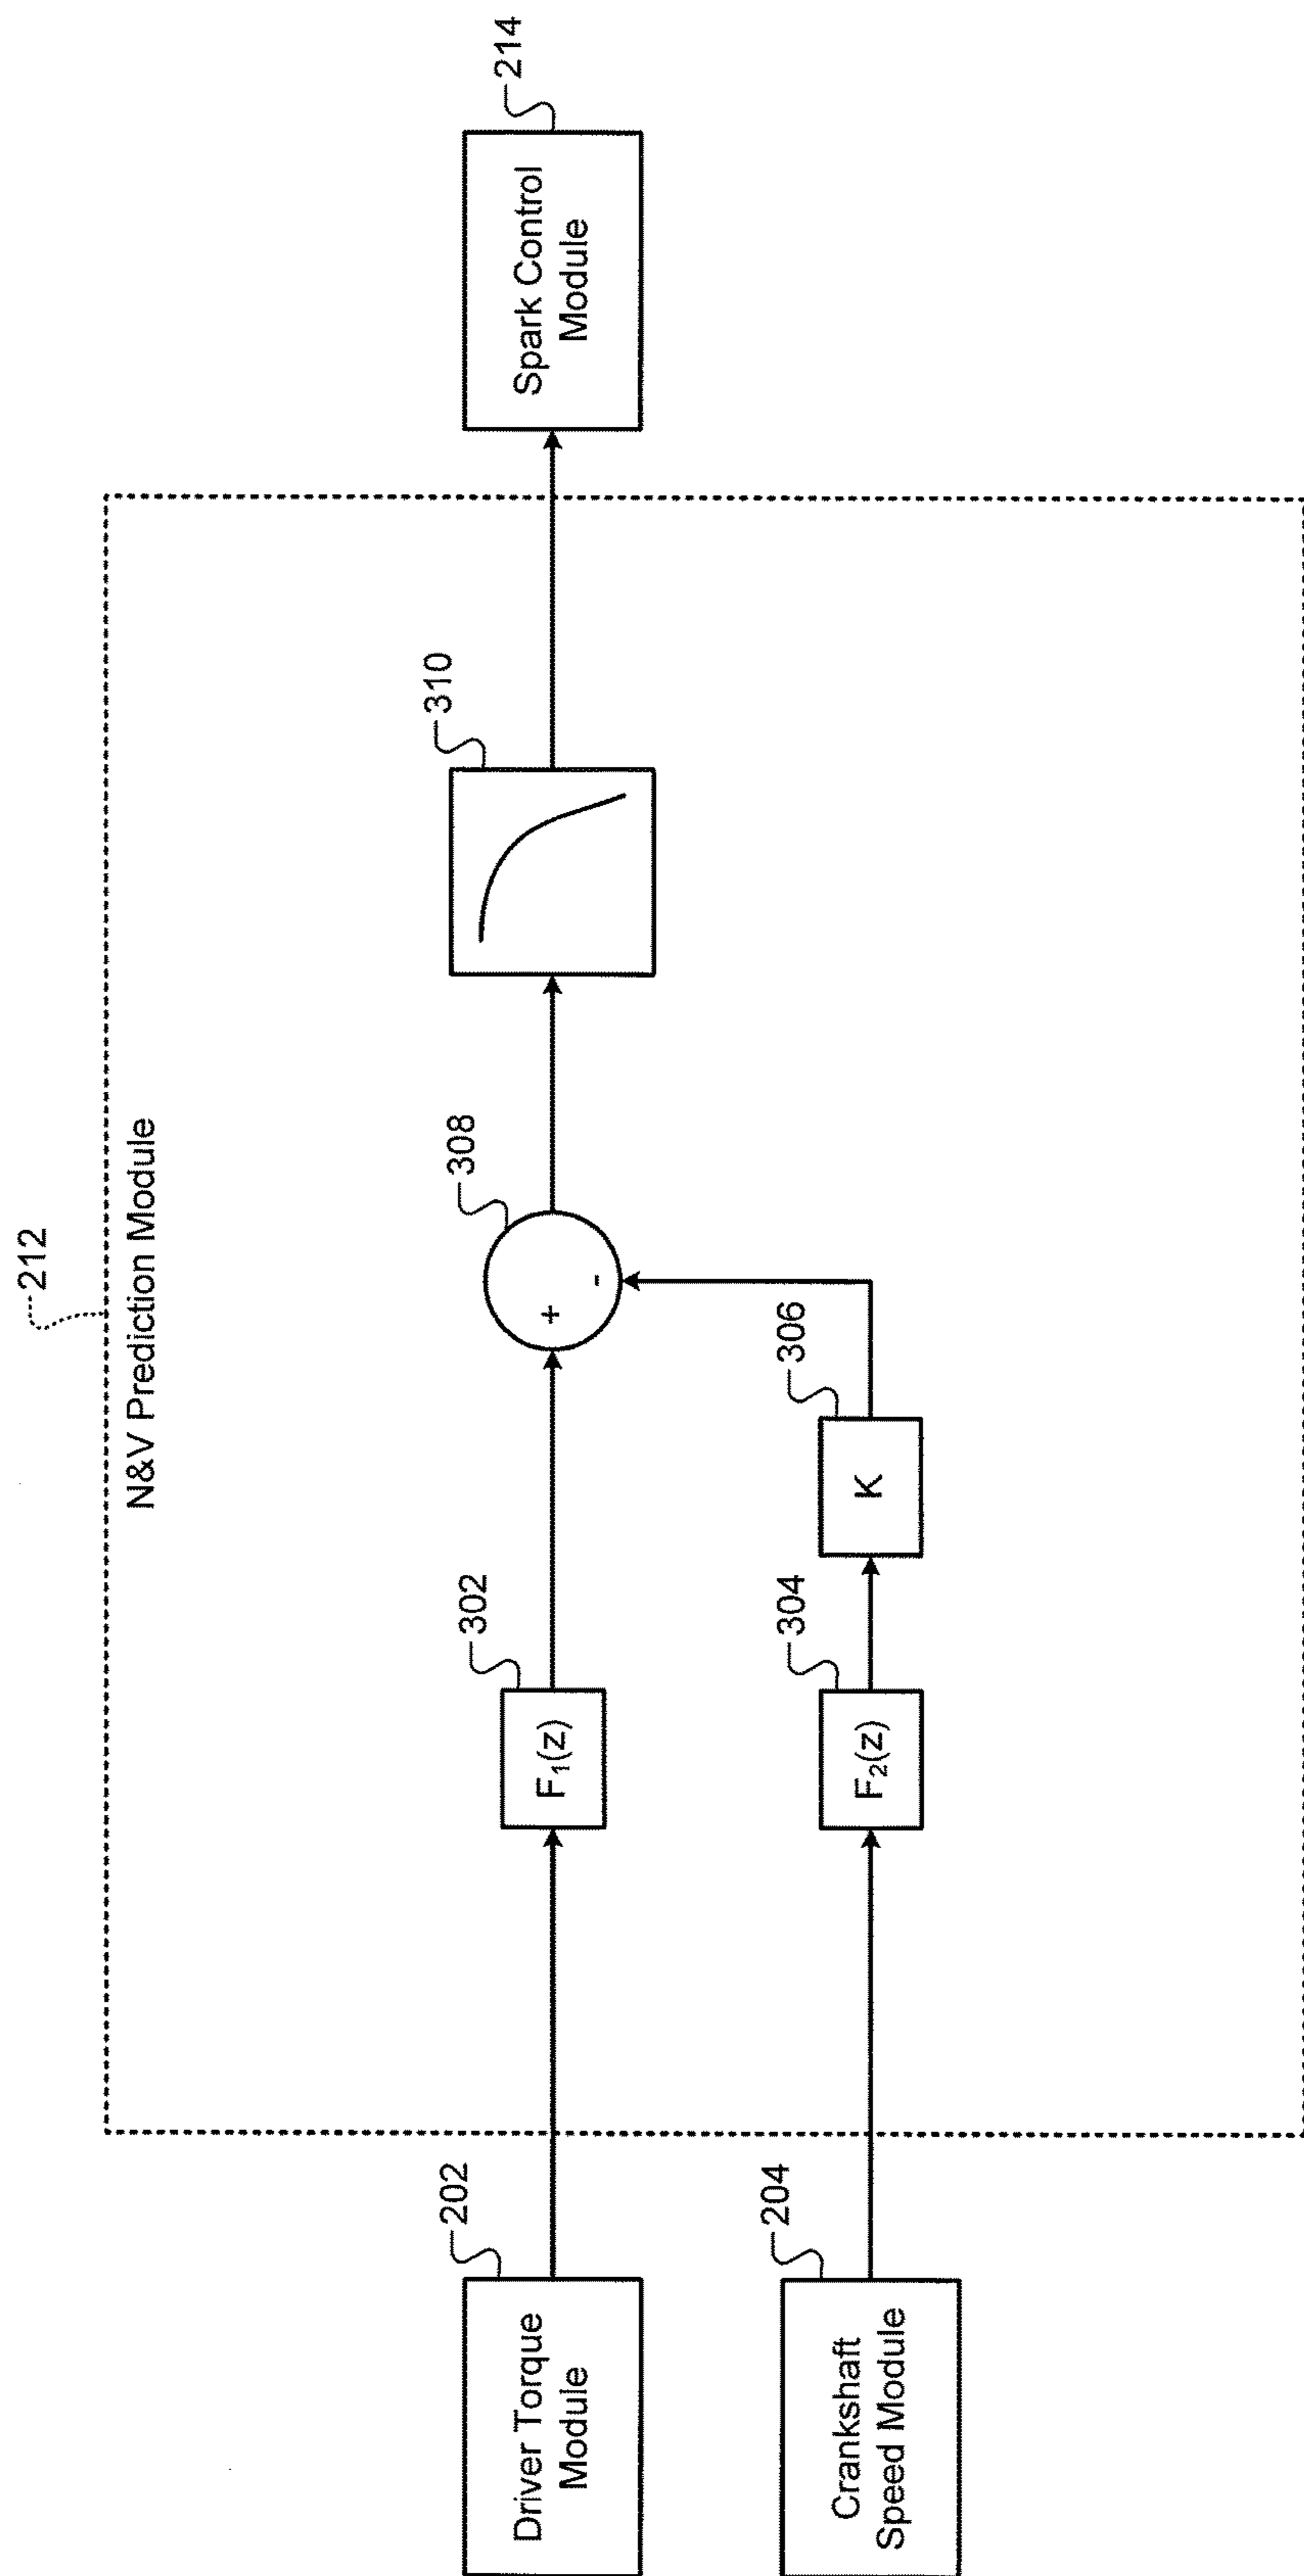 212
N&V Prediction Module
202
Driver Torque
Module
302
F₁(z)
308
+
-
310
214
Spark Control
Module
204
Crankshaft
Speed Module
304
F₂(z)
306
K